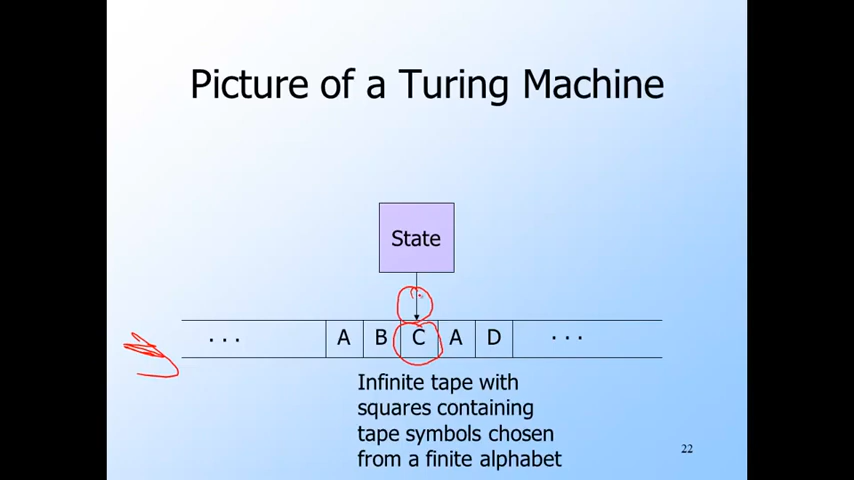 Picture of a Turing Machine
State
. . . A B C A D . . .
Infinite tape with
squares containing
tape symbols chosen
from a finite alphabet
22